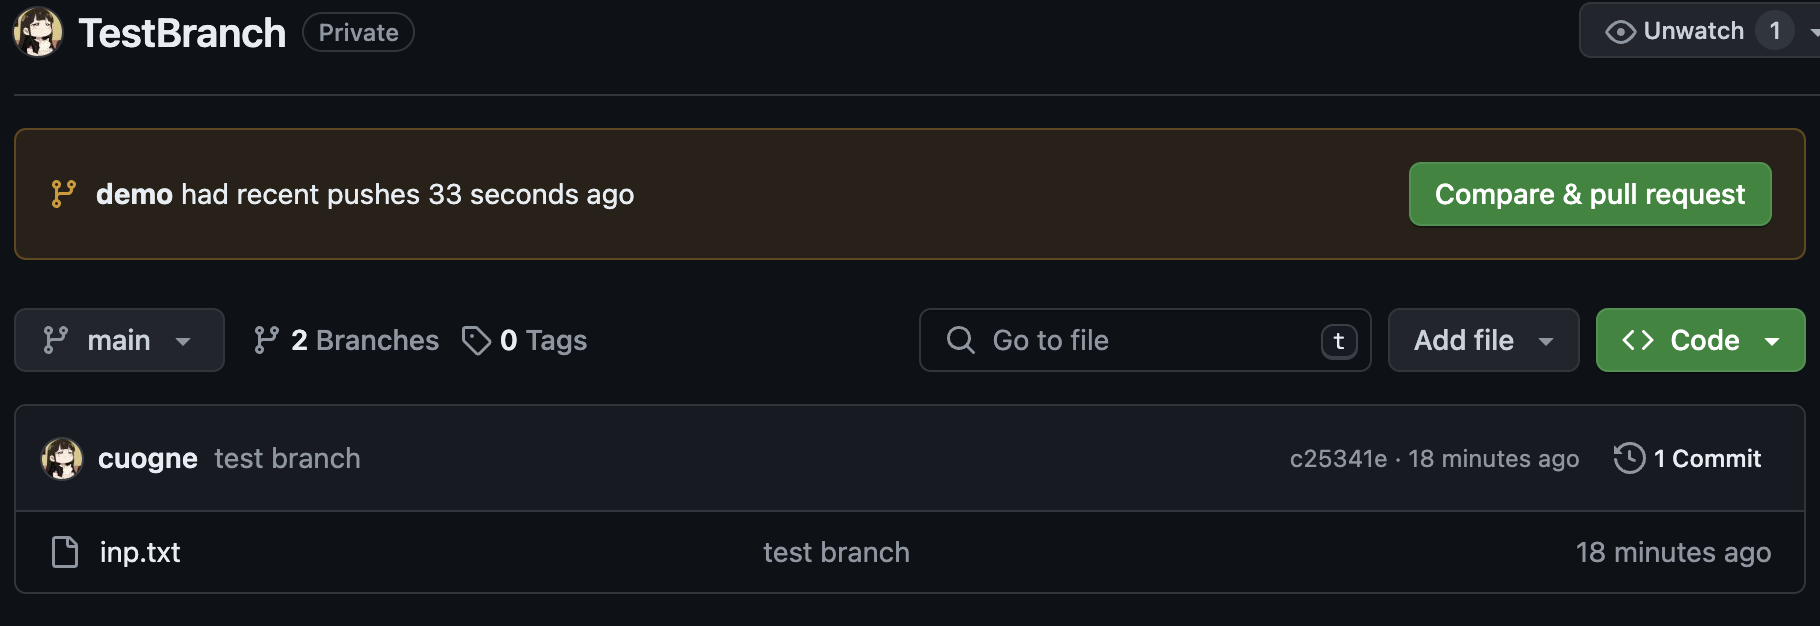 TestBranch Private Unwatch 1
demo had recent pushes 33 seconds ago Compare & pull request
main 2 Branches 0 Tags Go to file t Add file <> Code
cuogne test branch c25341e · 18 minutes ago 1 Commit
inp.txt test branch 18 minutes ago